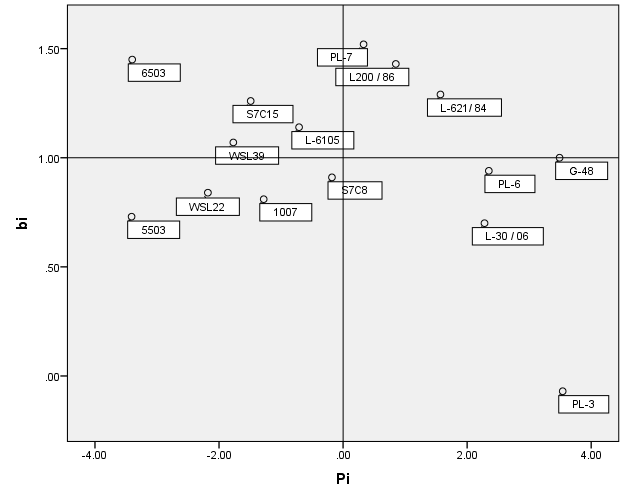 1.50
6503
PL-7
L200 / 86
S7C15
L-621/ 84
L-6105
1.00
WSL39
G-48
PL-6
S7C8
WSL22
1007
5503
L-30 / 06
bi
.50
.00
PL-3
-4.00
-2.00
.00
2.00
4.00
Pi